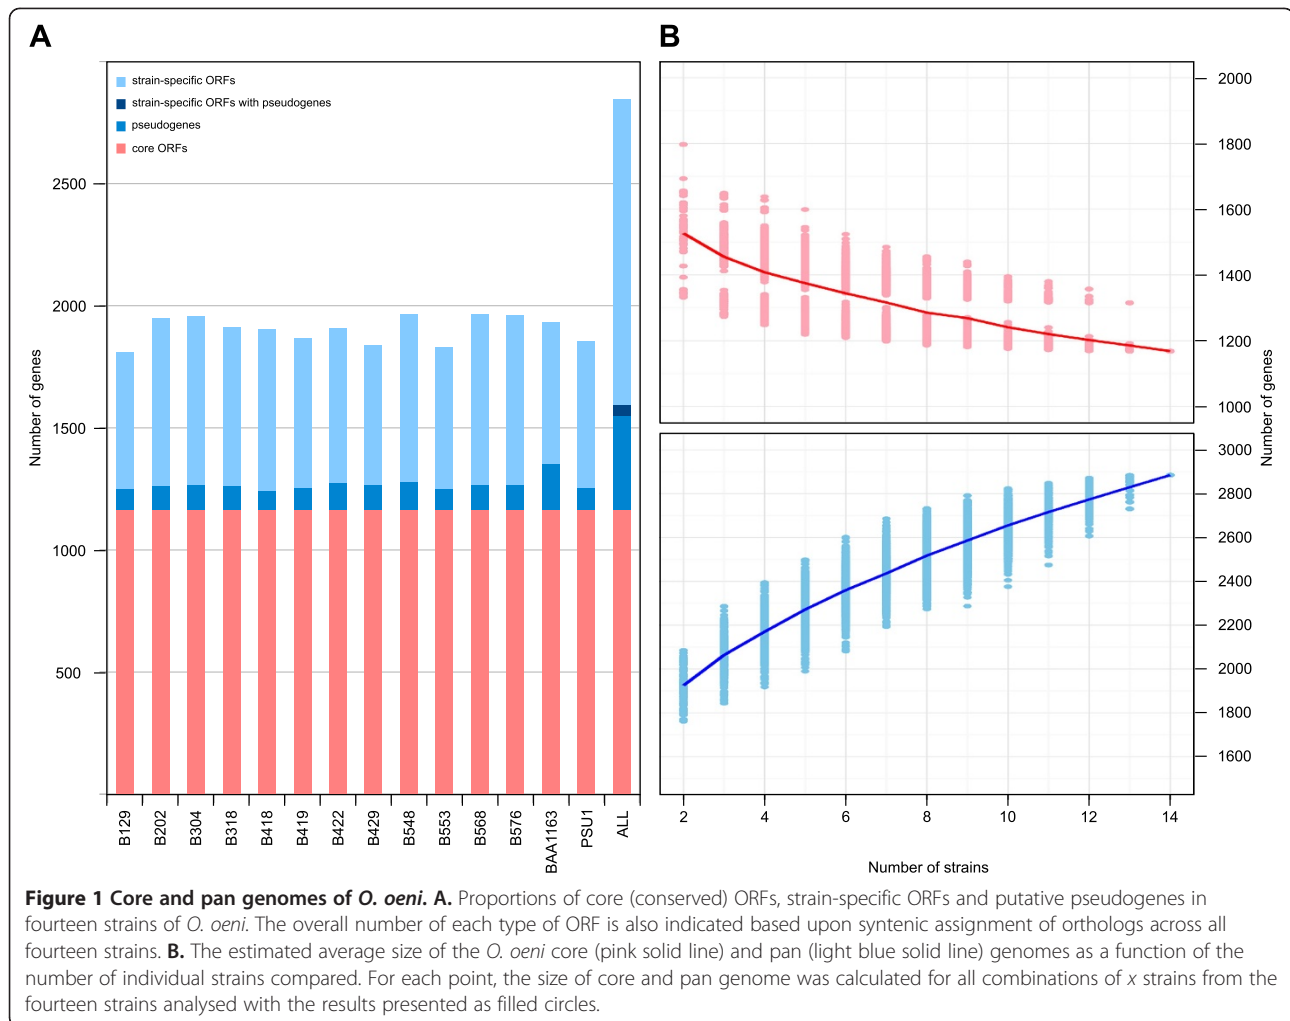 A
B
strain-specific ORFs
strain-specific ORFs with pseudogenes
pseudogenes
core ORFs
Number of genes
2500
2000
1500
1000
500
B129
B202
B304
B318
B418
B419
B422
B429
B548
B553
B568
B576
BAA1163
PSU1
ALL
2000
1800
1600
1400
1200
1000
3000
2800
2600
2400
2200
2000
1800
1600
Number of genes
2 4 6 8 10 12 14
Number of strains
Figure 1 Core and pan genomes of O. oeni. A. Proportions of core (conserved) ORFs, strain-specific ORFs and putative pseudogenes in
fourteen strains of O. oeni. The overall number of each type of ORF is also indicated based upon syntenic assignment of orthologs across all
fourteen strains. B. The estimated average size of the O. oeni core (pink solid line) and pan (light blue solid line) genomes as a function of the
number of individual strains compared. For each point, the size of core and pan genome was calculated for all combinations of x strains from the
fourteen strains analysed with the results presented as filled circles.